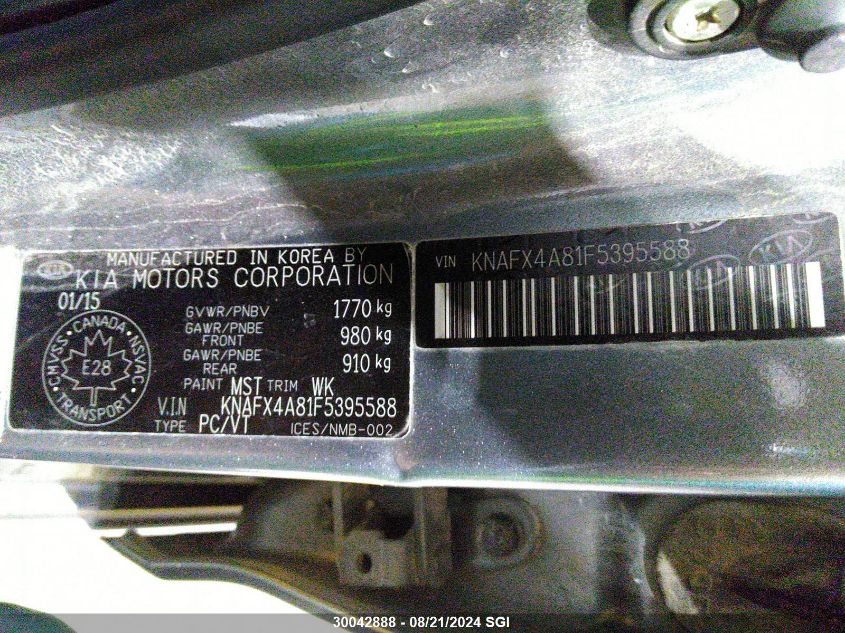 MANUFACTURED IN KOREA BY
KIA KIA MOTORS CORPORATION
01/15
GVWR/PNBV 1770 kg
GAWR/PNBE FRONT 980 kg
GAWR/PNBE REAR 910 kg
CANADA
CMVSS E28 NSVAC
TRANSPORT
PAINT MST TRIM WK
V.I.N KNAFX4A81F5395588
TYPE PC/VT ICES/NMB-002
VIN KNAFX4A81F5395588
KIA
30042888 - 08/21/2024 SGI